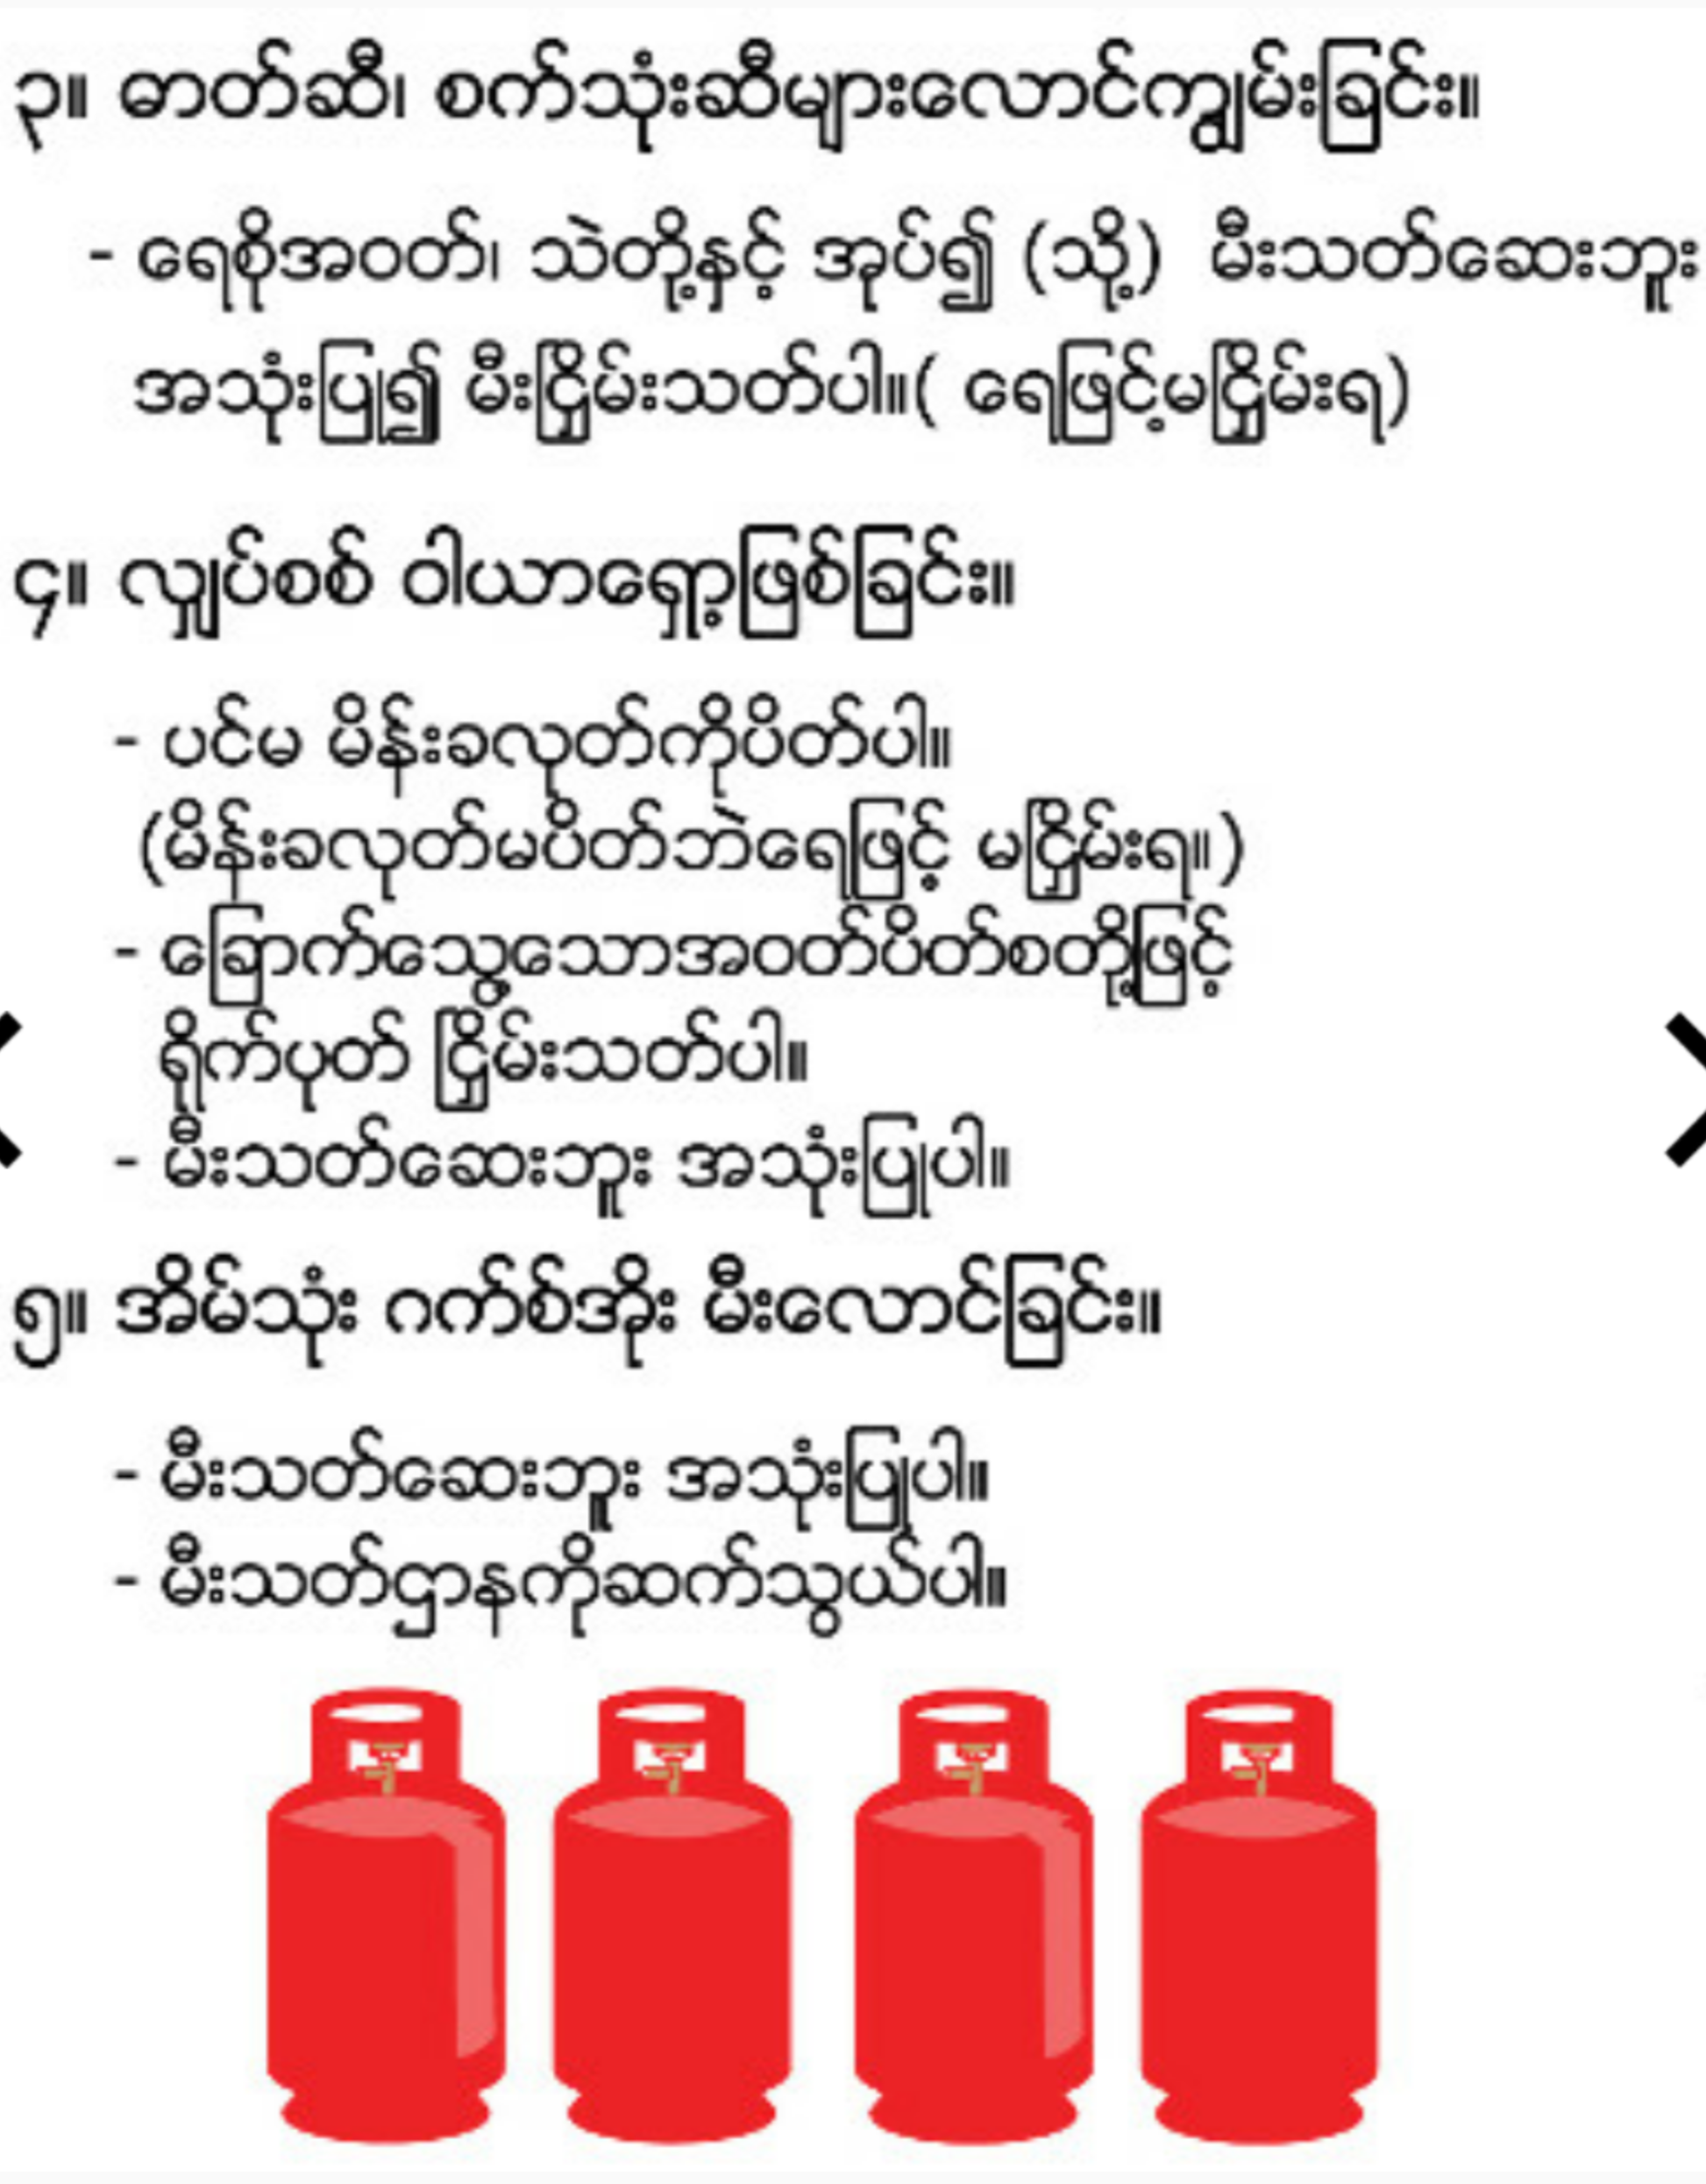 ၃။ ဓာတ်ဆီ၊ စက်သုံးဆီများလောင်ကျွမ်းခြင်း။
- ရေစိုအဝတ်၊ သဲတို့နှင့် အုပ်၍ (သို့) မီးသတ်ဆေးဘူး
အသုံးပြု၍ မီးငြှိမ်းသတ်ပါ။( ရေဖြင့်မငြှိမ်းရ)
၄။ လျှပ်စစ် ဝါယာရှော့ဖြစ်ခြင်း။
- ပင်မ မိန်းခလုတ်ကိုပိတ်ပါ။
(မိန်းခလုတ်မပိတ်ဘဲရေဖြင့် မငြှိမ်းရ။)
- ခြောက်သွေ့သောအဝတ်ပိတ်စတို့ဖြင့်
ရိုက်ပုတ် ငြှိမ်းသတ်ပါ။
- မီးသတ်ဆေးဘူး အသုံးပြုပါ။
၅။ အိမ်သုံး ဂက်စ်အိုး မီးလောင်ခြင်း။
- မီးသတ်ဆေးဘူး အသုံးပြုပါ။
- မီးသတ်ဌာနကိုဆက်သွယ်ပါ။